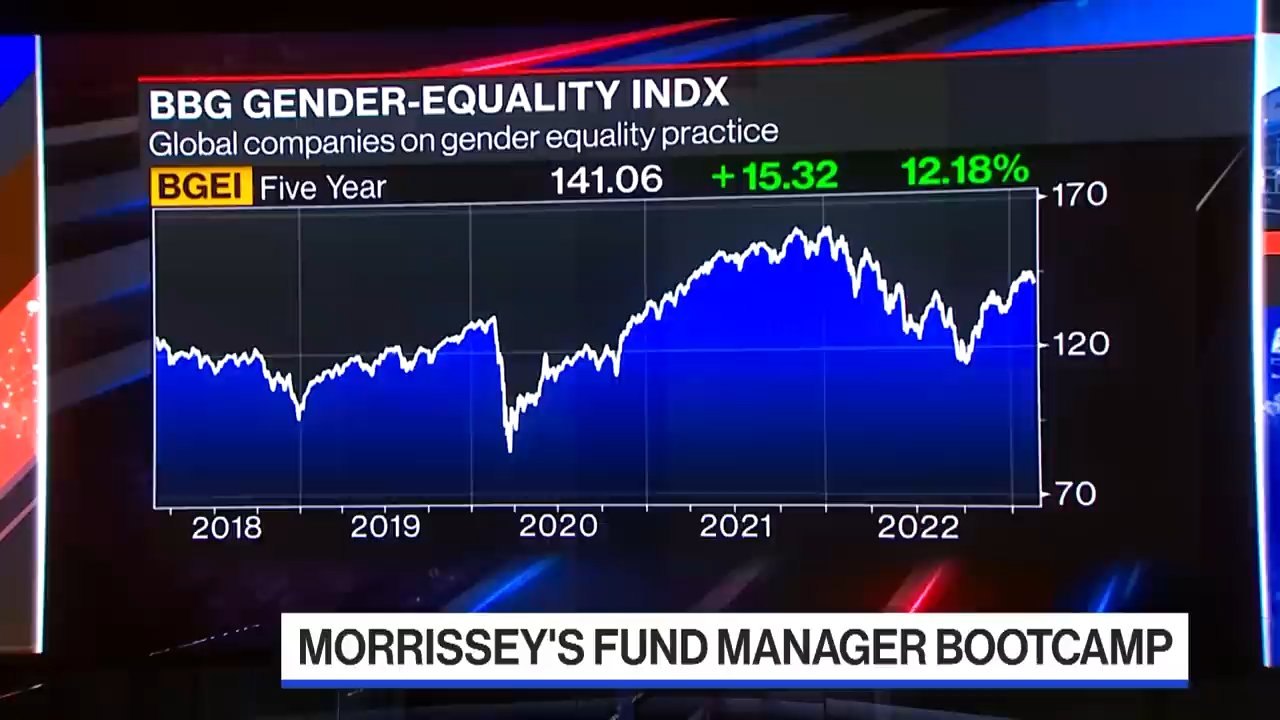 BBG GENDER-EQUALITY INDX
Global companies on gender equality practice
BGEI Five Year 141.06 +15.32 12.18%
170
120
70
2018 2019 2020 2021 2022
MORRISSEY'S FUND MANAGER BOOTCAMP